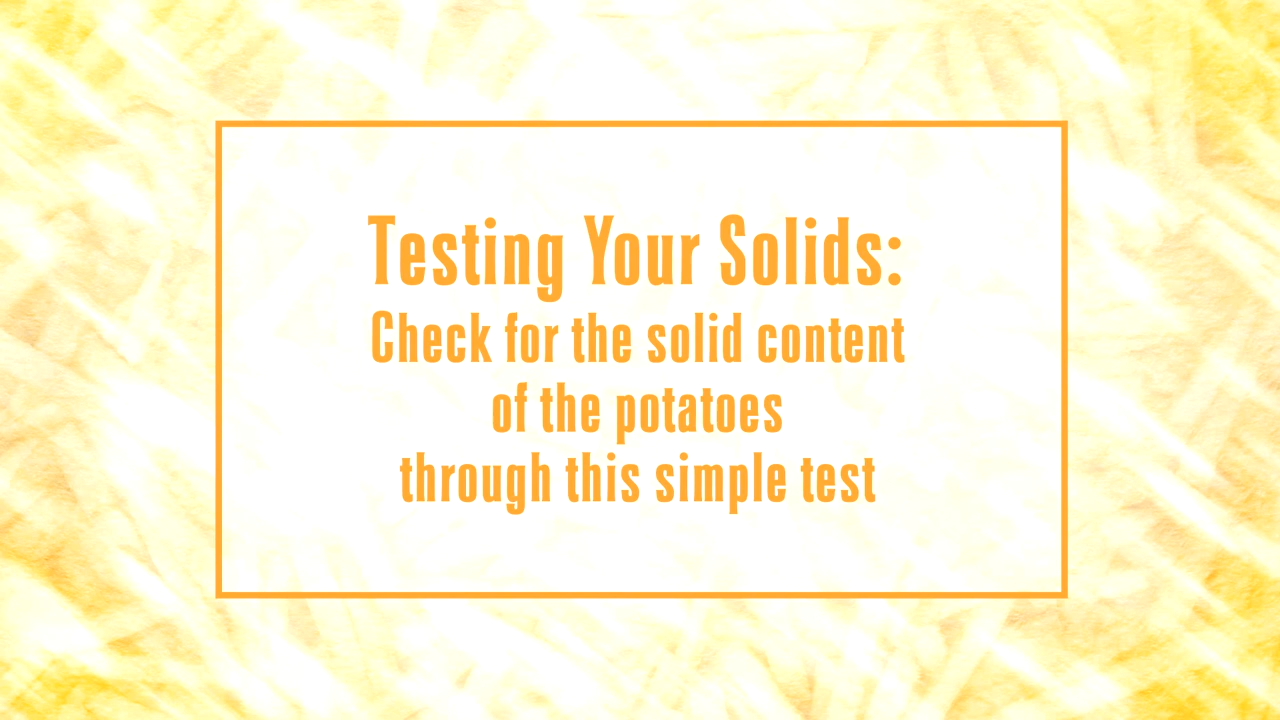 Testing Your Solids:
Check for the solid content
of the potatoes
through this simple test